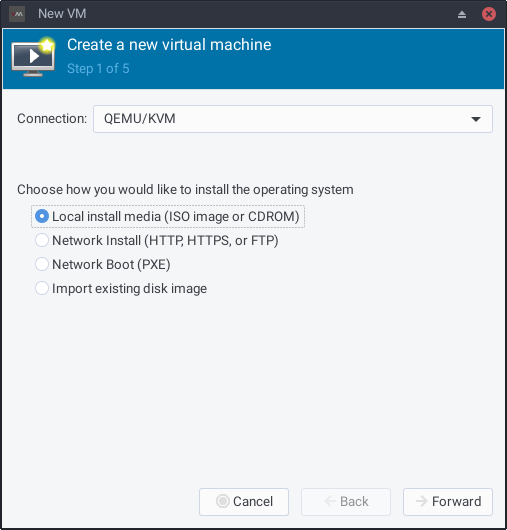 New VM
Create a new virtual machine
Step 1 of 5
Connection: QEMU/KVM
Choose how you would like to install the operating system
Local install media (ISO image or CDROM)
Network Install (HTTP, HTTPS, or FTP)
Network Boot (PXE)
Import existing disk image
Cancel Back Forward